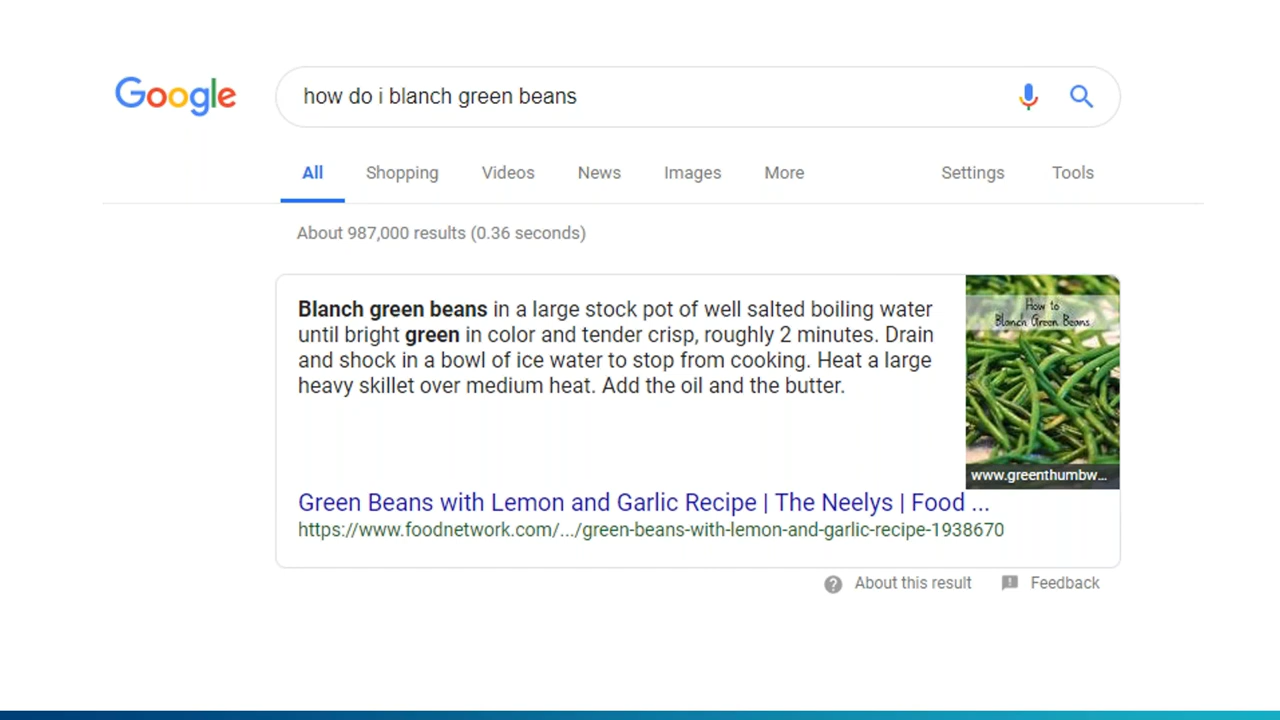 Google
how do i blanch green beans
All Shopping Videos News Images More Settings Tools
About 987,000 results (0.36 seconds)
Blanch green beans in a large stock pot of well salted boiling water
until bright green in color and tender crisp, roughly 2 minutes. Drain
and shock in a bowl of ice water to stop from cooking. Heat a large
heavy skillet over medium heat. Add the oil and the butter.
How to
Blanch Green Beans
www.greenthumbw...
Green Beans with Lemon and Garlic Recipe | The Neelys | Food ...
https://www.foodnetwork.com/.../green-beans-with-lemon-and-garlic-recipe-1938670
About this result Feedback